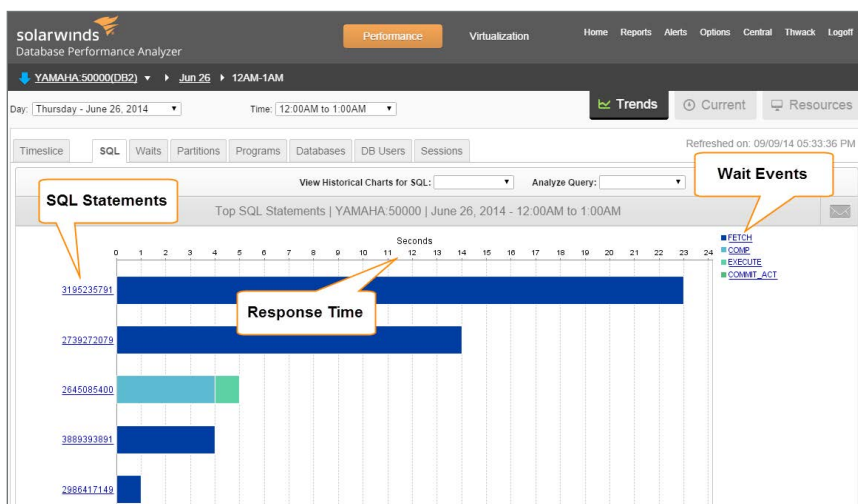 solarwinds
Database Performance Analyzer
Performance
Virtualization
Home Reports Alerts Options Central Thwack Logoff
YAMAHA:50000(DB2) Jun 26 12AM-1AM
Day: Thursday - June 26, 2014
Time: 12:00AM to 1:00AM
Trends
Current
Resources
Timeslice SQL Waits Partitions Programs Databases DB Users Sessions
Refreshed on: 09/09/14 05:33:36 PM
View Historical Charts for SQL:
Analyze Query:
Wait Events
SQL Statements
Top SQL Statements | YAMAHA:50000 | June 26, 2014 - 12:00AM to 1:00AM
Seconds
0 1 2 3 4 5 6 7 8 9 10 11 12 13 14 15 16 17 18 19 20 21 22 23 24
FETCH
COMP
EXECUTE
COMMIT_ACT
3195235791
Response Time
2739272079
2645085400
3889393891
2986417149